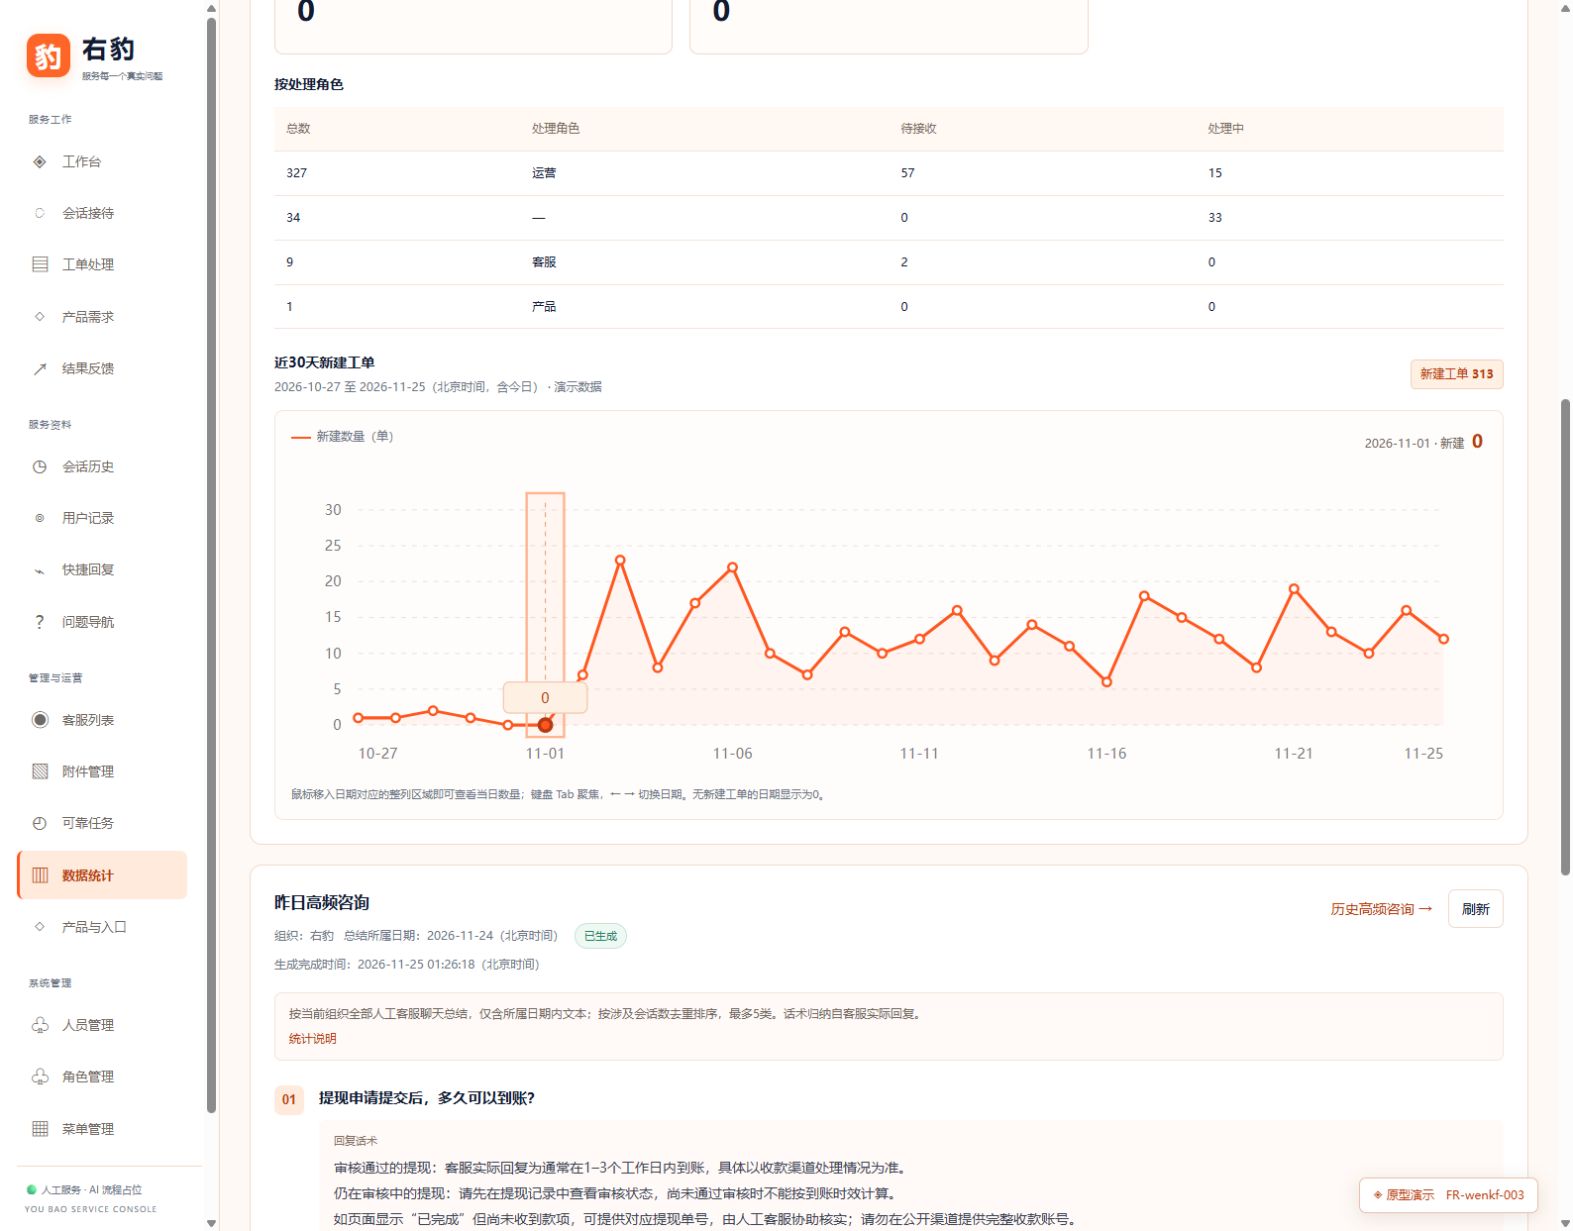 豹 右豹
服务每一个真实问题
服务工作
工作台
会话接待
工单处理
产品需求
结果反馈
服务资料
会话历史
用户记录
快捷回复
? 问题导航
管理与运营
客服列表
附件管理
可靠任务
数据统计
产品与入口
系统管理
人员管理
角色管理
菜单管理
人工服务 · AI 流程占位
YOU BAO SERVICE CONSOLE
0 0
按处理角色
总数 处理角色 待接收 处理中
327 运营 57 15
34 — 0 33
9 客服 2 0
1 产品 0 0
近30天新建工单
2026-10-27 至 2026-11-25（北京时间，含今日）· 演示数据
新建工单 313
新建数量（单）
2026-11-01 · 新建 0
30
25
20
15
10
5
0
0
10-27 11-01 11-06 11-11 11-16 11-21 11-25
鼠标移入日期对应的整列区域即可查看当日数量；键盘 Tab 聚焦，← → 切换日期。无新建工单的日期显示为0。
昨日高频咨询
历史高频咨询 → 刷新
组织：右豹 总结所属日期：2026-11-24（北京时间） 已生成
生成完成时间：2026-11-25 01:26:18（北京时间）
按当前组织全部人工客服聊天总结，仅含所属日期内文本；按涉及会话数去重排序，最多5类。话术归纳自客服实际回复。
统计说明
01 提现申请提交后，多久可以到账？
回复话术
审核通过的提现：客服实际回复为通常在1–3个工作日内到账，具体以收款渠道处理情况为准。
仍在审核中的提现：请先在提现记录中查看审核状态，尚未通过审核时不能按到账时效计算。
如页面显示“已完成”但尚未收到款项，可提供对应提现单号，由人工客服协助核实；请勿在公开渠道提供完整收款账号。
原型演示 FR-wenkf-003